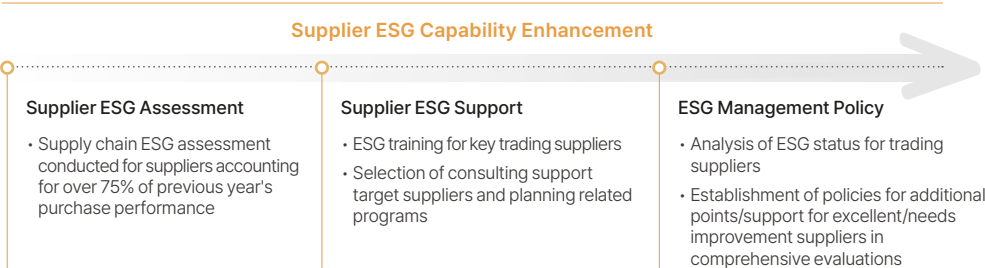 Supplier ESG Capability Enhancement
Supplier ESG Assessment
• Supply chain ESG assessment
conducted for suppliers accounting
for over 75% of previous year's
purchase performance
Supplier ESG Support
• ESG training for key trading suppliers
• Selection of consulting support
target suppliers and planning related
programs
ESG Management Policy
• Analysis of ESG status for trading
suppliers
• Establishment of policies for additional
points/support for excellent/needs
improvement suppliers in
comprehensive evaluations